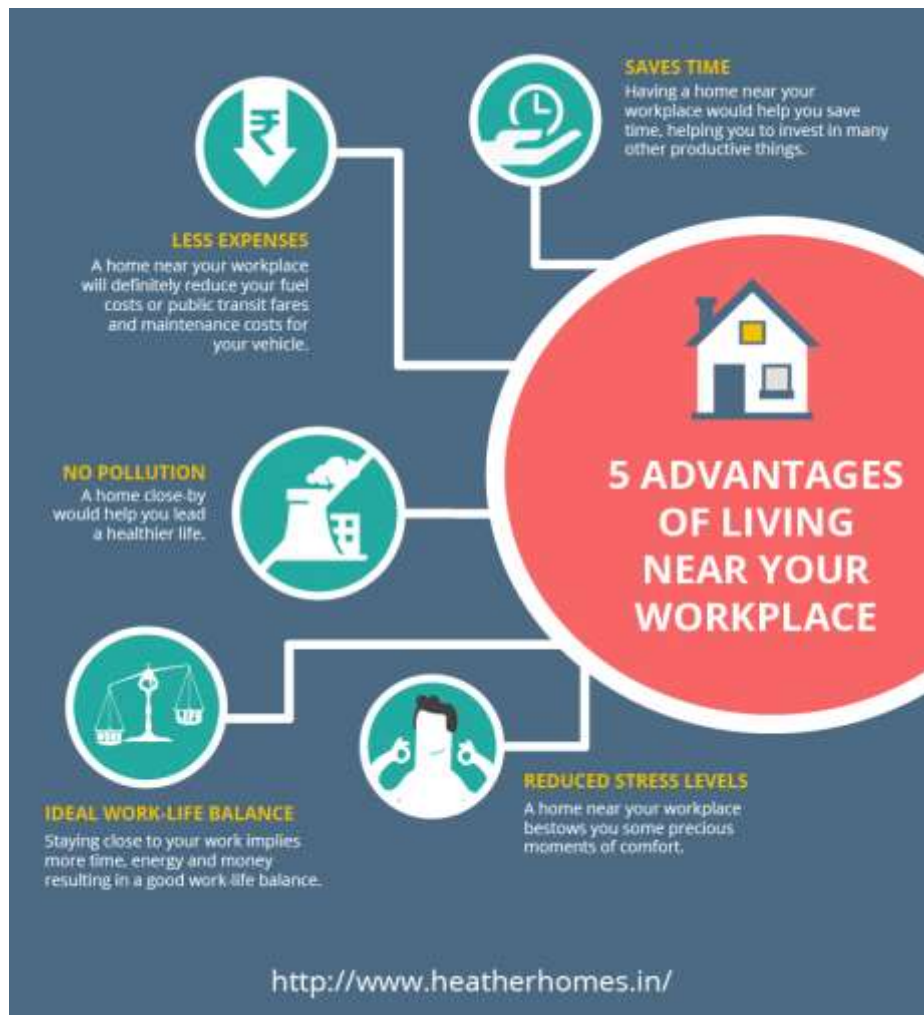 SAVES TIME
Having a home near your
workplace would help you save
time, helping you to invest in many
other productive things.
₹
LESS EXPENSES
A home near your workplace
will definitely reduce your fuel
costs or public transit fares
and maintenance costs for
your vehicle.
5 ADVANTAGES
OF LIVING
NEAR YOUR
WORKPLACE
NO POLLUTION
A home close-by
would help you lead
a healthier life.
WORK
LIFE
IDEAL WORK-LIFE BALANCE
Staying close to your work implies
more time, energy and money
resulting in a good work-life balance.
REDUCED STRESS LEVELS
A home near your workplace
bestows you some precious
moments of comfort.
http://www.heatherhomes.in/